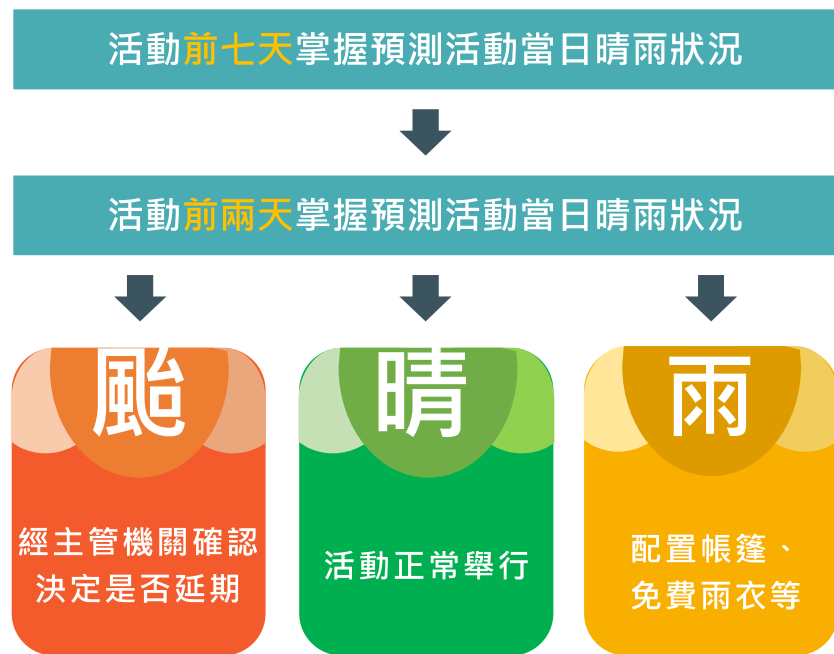 活動前七天掌握預測活動當日晴雨狀況
活動前兩天掌握預測活動當日晴雨狀況
颱
經主管機關確認
決定是否延期
晴
活動正常舉行
雨
配置帳篷、
免費雨衣等